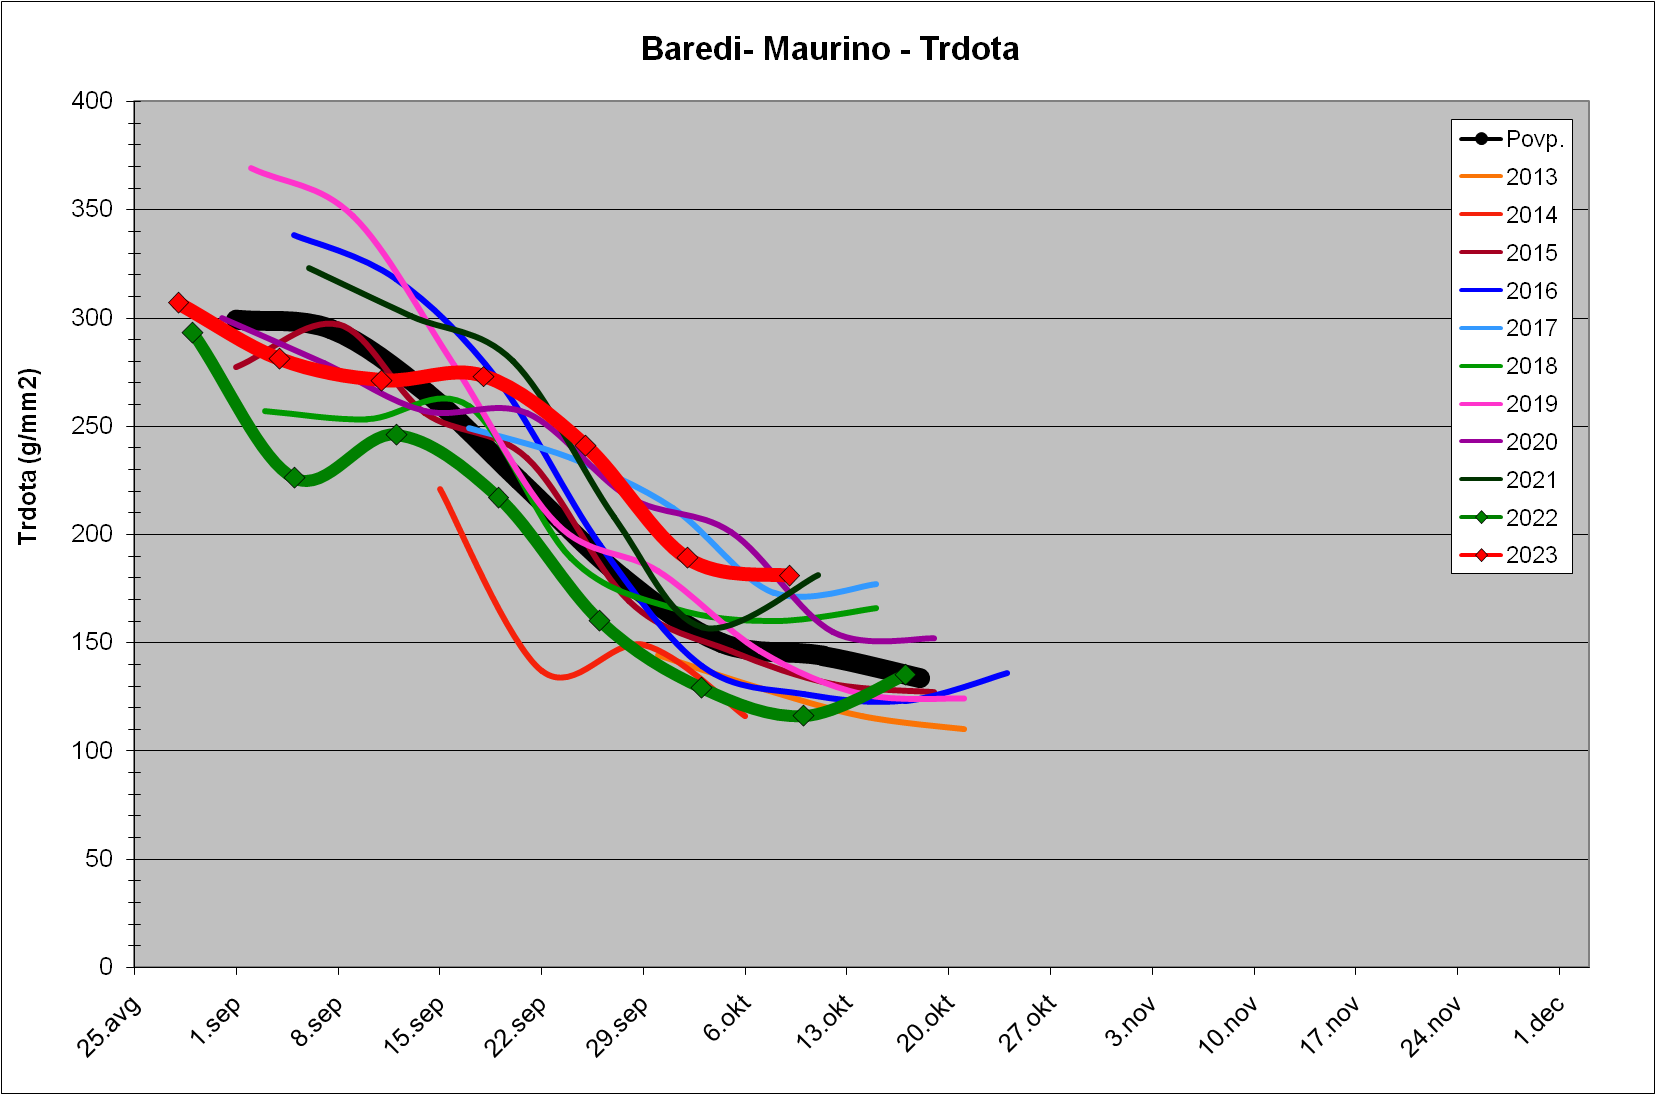 Baredi- Maurino - Trdota
Trdota (g/mm2)
400
350
300
250
200
150
100
50
0
25.avg
1.sep
8.sep
15.sep
22.sep
29.sep
6.okt
13.okt
20.okt
27.okt
3.nov
10.nov
17.nov
24.nov
1.dec
Povp.
2013
2014
2015
2016
2017
2018
2019
2020
2021
2022
2023